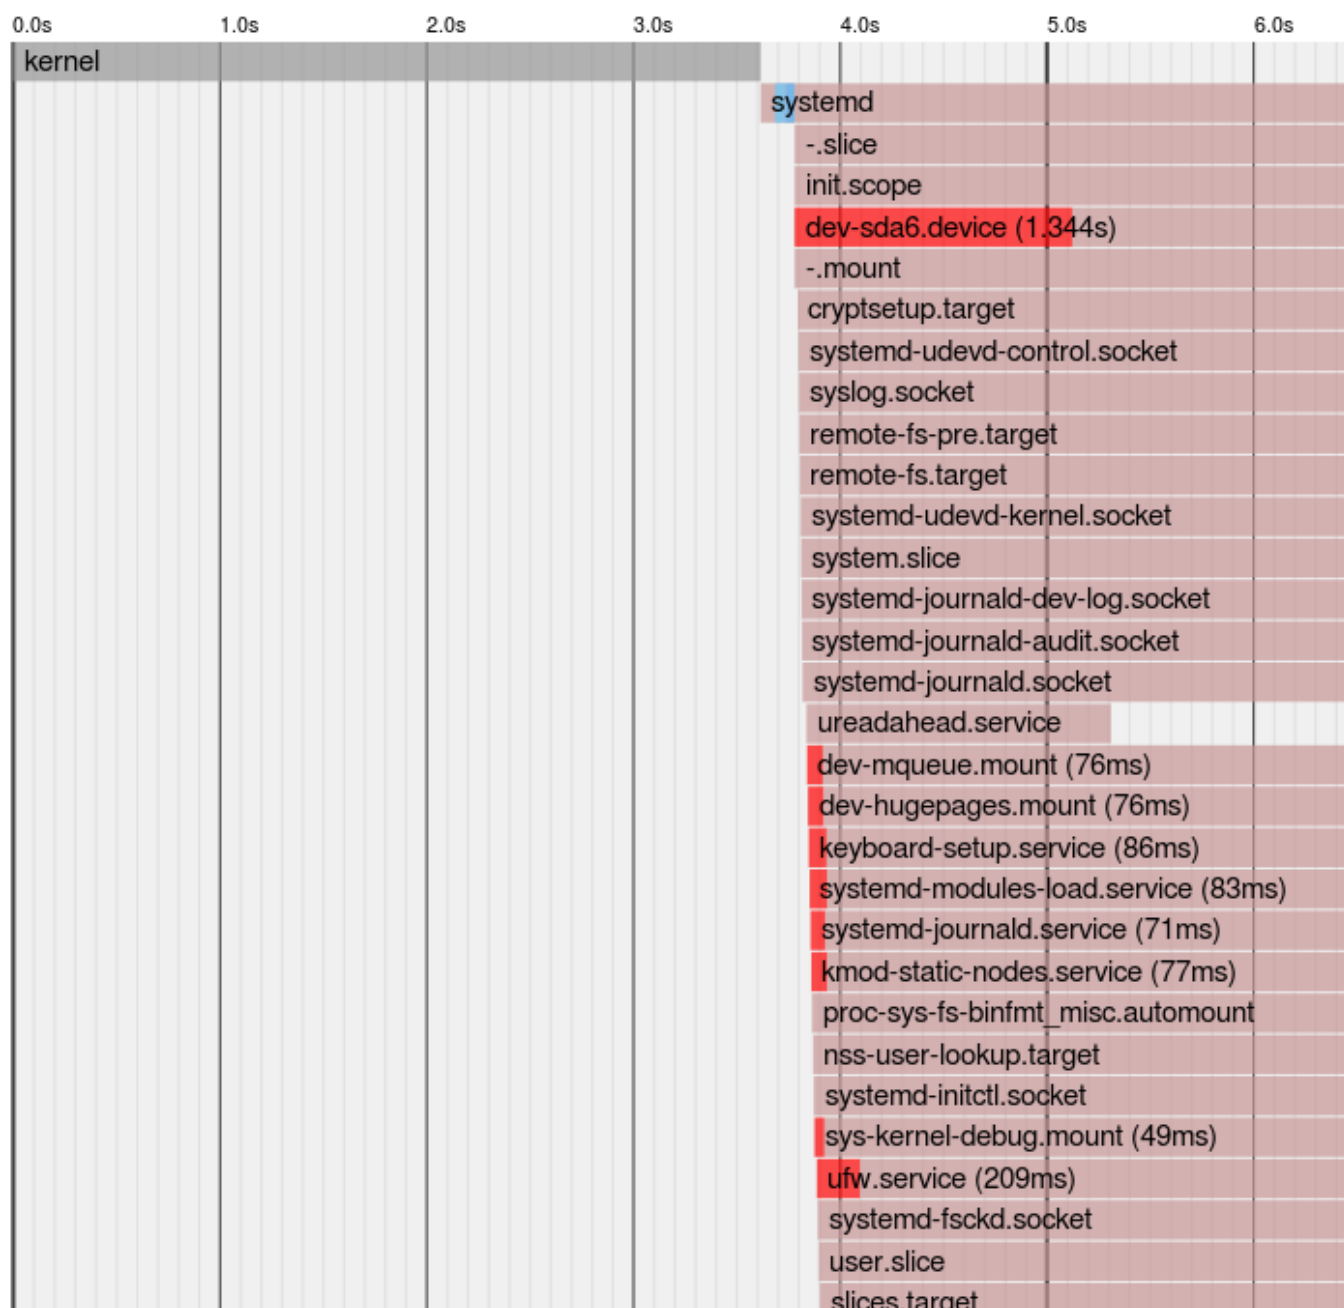 0.0s 1.0s 2.0s 3.0s 4.0s 5.0s 6.0s
kernel
systemd
-.slice
init.scope
dev-sda6.device (1.344s)
-.mount
cryptsetup.target
systemd-udevd-control.socket
syslog.socket
remote-fs-pre.target
remote-fs.target
systemd-udevd-kernel.socket
system.slice
systemd-journald-dev-log.socket
systemd-journald-audit.socket
systemd-journald.socket
ureadahead.service
dev-mqueue.mount (76ms)
dev-hugepages.mount (76ms)
keyboard-setup.service (86ms)
systemd-modules-load.service (83ms)
systemd-journald.service (71ms)
kmod-static-nodes.service (77ms)
proc-sys-fs-binfmt_misc.automount
nss-user-lookup.target
systemd-initctl.socket
sys-kernel-debug.mount (49ms)
ufw.service (209ms)
systemd-fsckd.socket
user.slice
slices.target